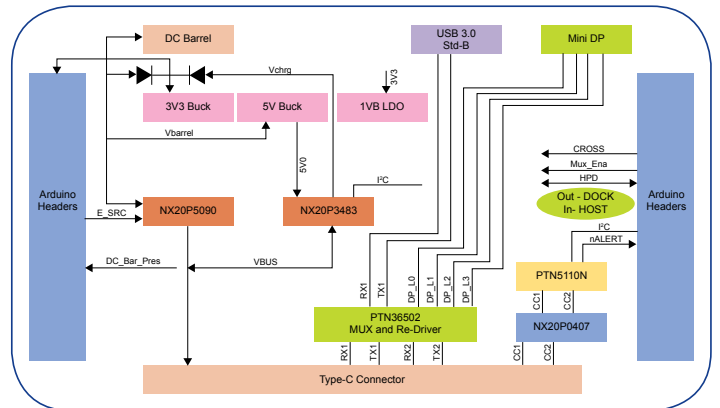 DC Barrel
USB 3.0
Std-B
Mini DP
Vchrg
3V3
3V3 Buck
5V Buck
1VB LDO
Vbarrel
CROSS
Mux_Ena
HPD
5V0
Arduino
Headers
I²C
Out - DOCK
In- HOST
Arduino
Headers
NX20P5090
NX20P3483
E_SRC
I²C
nALERT
DC_Bar_Pres
VBUS
PTN5110N
RX1
TX1
DP_L0
DP_L1
DP_L2
DP_L3
CC1
CC2
PTN36502
MUX and Re-Driver
NX20P0407
RX1
TX1
RX2
TX2
CC1
CC2
Type-C Connector